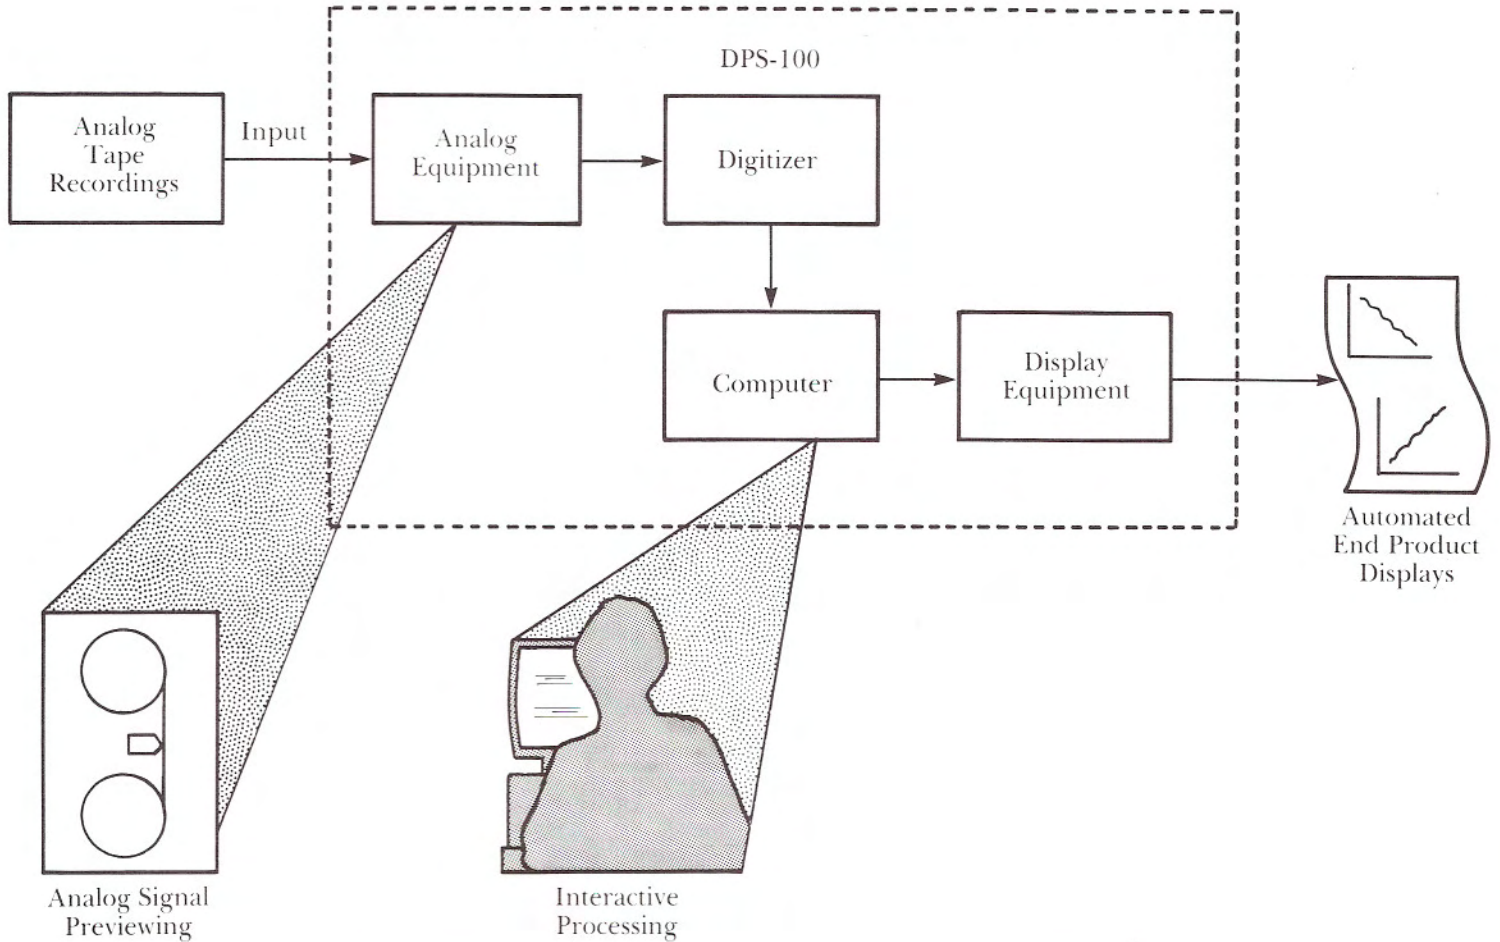 DPS-100
Analog
Tape
Recordings
Input
Analog
Equipment
Digitizer
Computer
Display
Equipment
Automated
End Product
Displays
Analog Signal
Previewing
Interactive
Processing